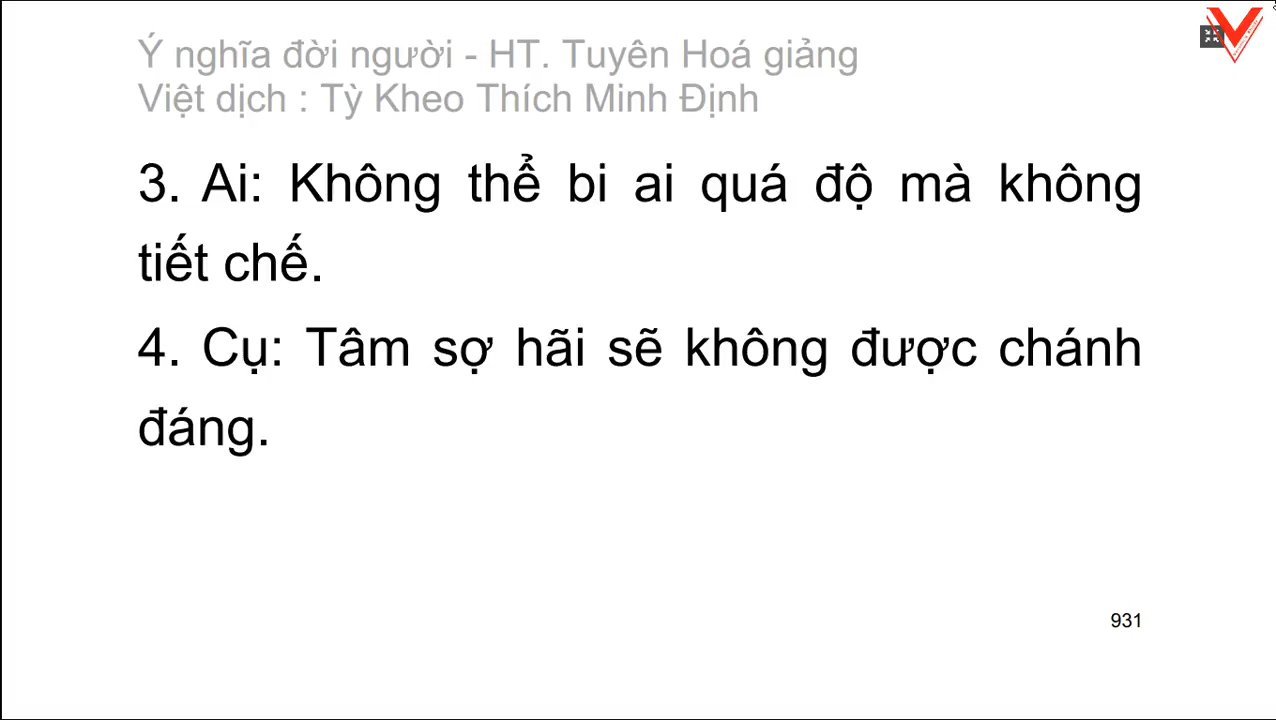 Ý nghĩa đời người - HT. Tuyên Hoá giảng
Việt dịch : Tỳ Kheo Thích Minh Định
3. Ai: Không thể bi ai quá độ mà không
tiết chế.
4. Cụ: Tâm sợ hãi sẽ không được chánh
đáng.
931